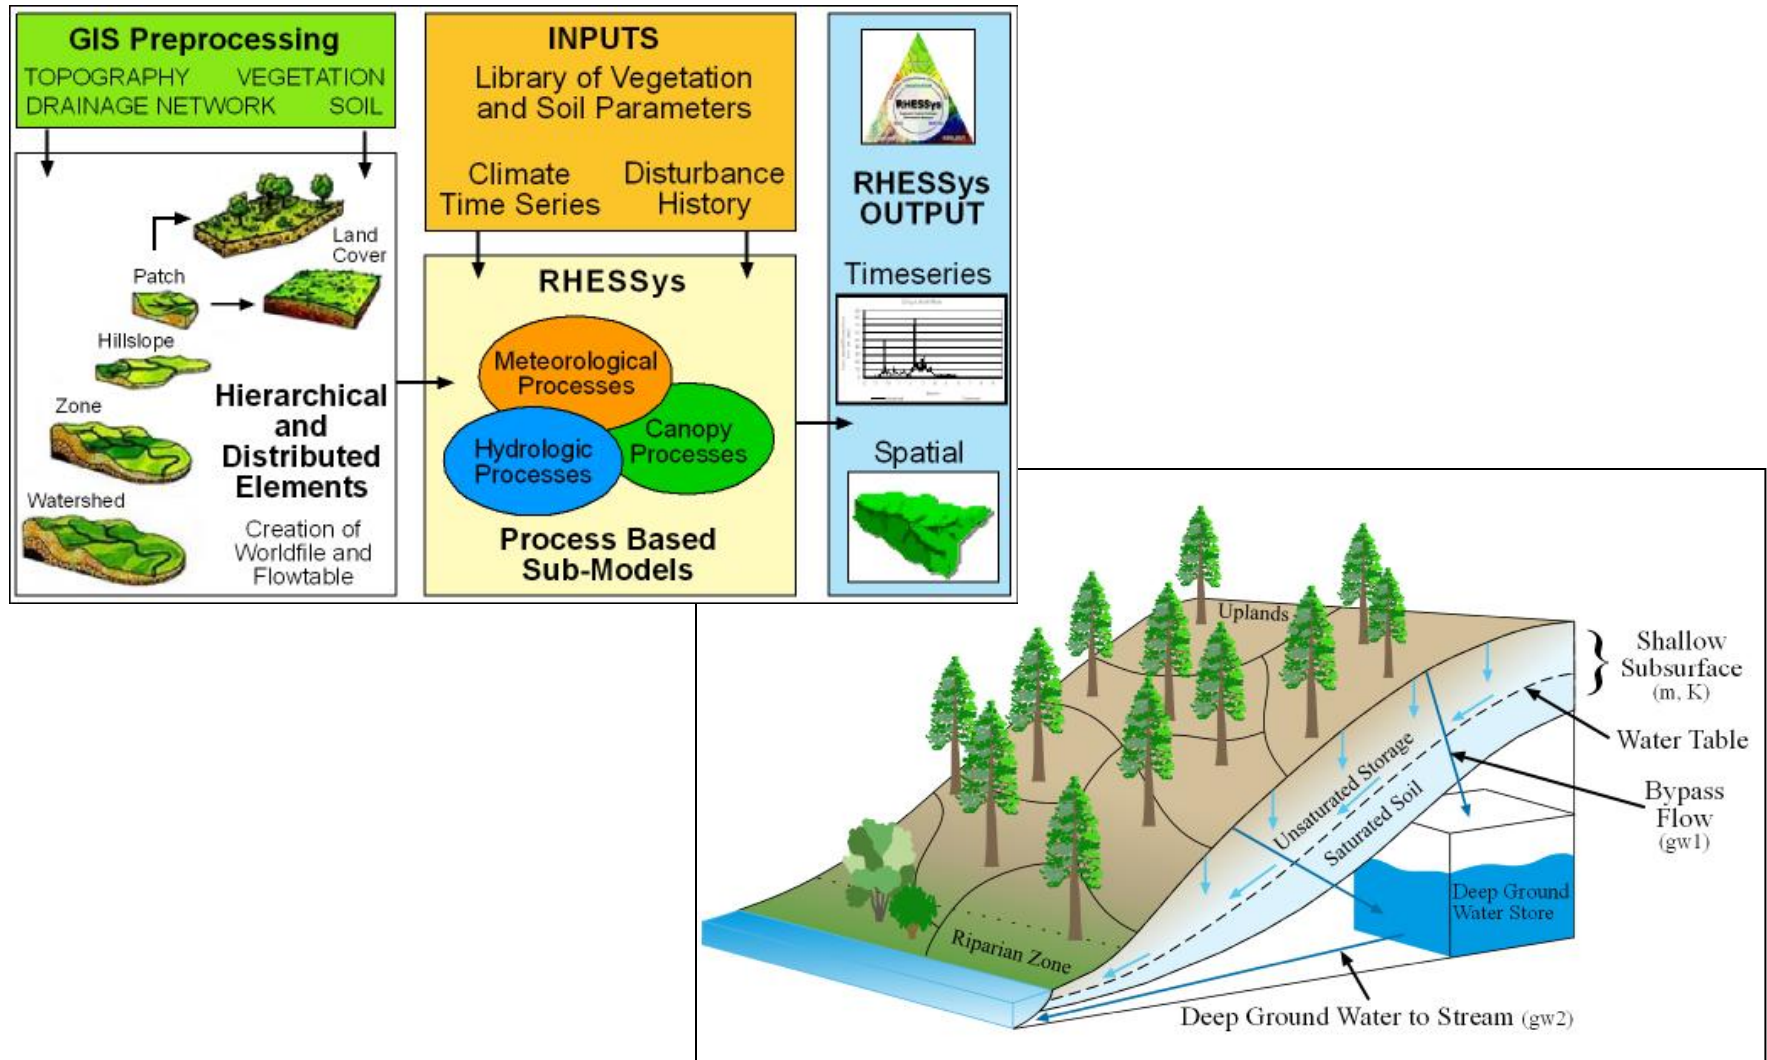 GIS Preprocessing
TOPOGRAPHY VEGETATION
DRAINAGE NETWORK SOIL
Land
Cover
Patch
Hillslope
Zone
Watershed
Hierarchical
and
Distributed
Elements
Creation of
Worldfile and
Flowtable
INPUTS
Library of Vegetation
and Soil Parameters
Climate
Time Series
Disturbance
History
RHESSys
Meteorological
Processes
Hydrologic
Processes
Canopy
Processes
Process Based
Sub-Models
RHESSys
RHESSys
OUTPUT
Timeseries
Spatial
Uplands
Unsaturated Storage
Saturated Soil
Riparian Zone
Shallow
Subsurface
(m, K)
Water Table
Bypass
Flow
(gw1)
Deep Ground
Water Store
Deep Ground Water to Stream (gw2)